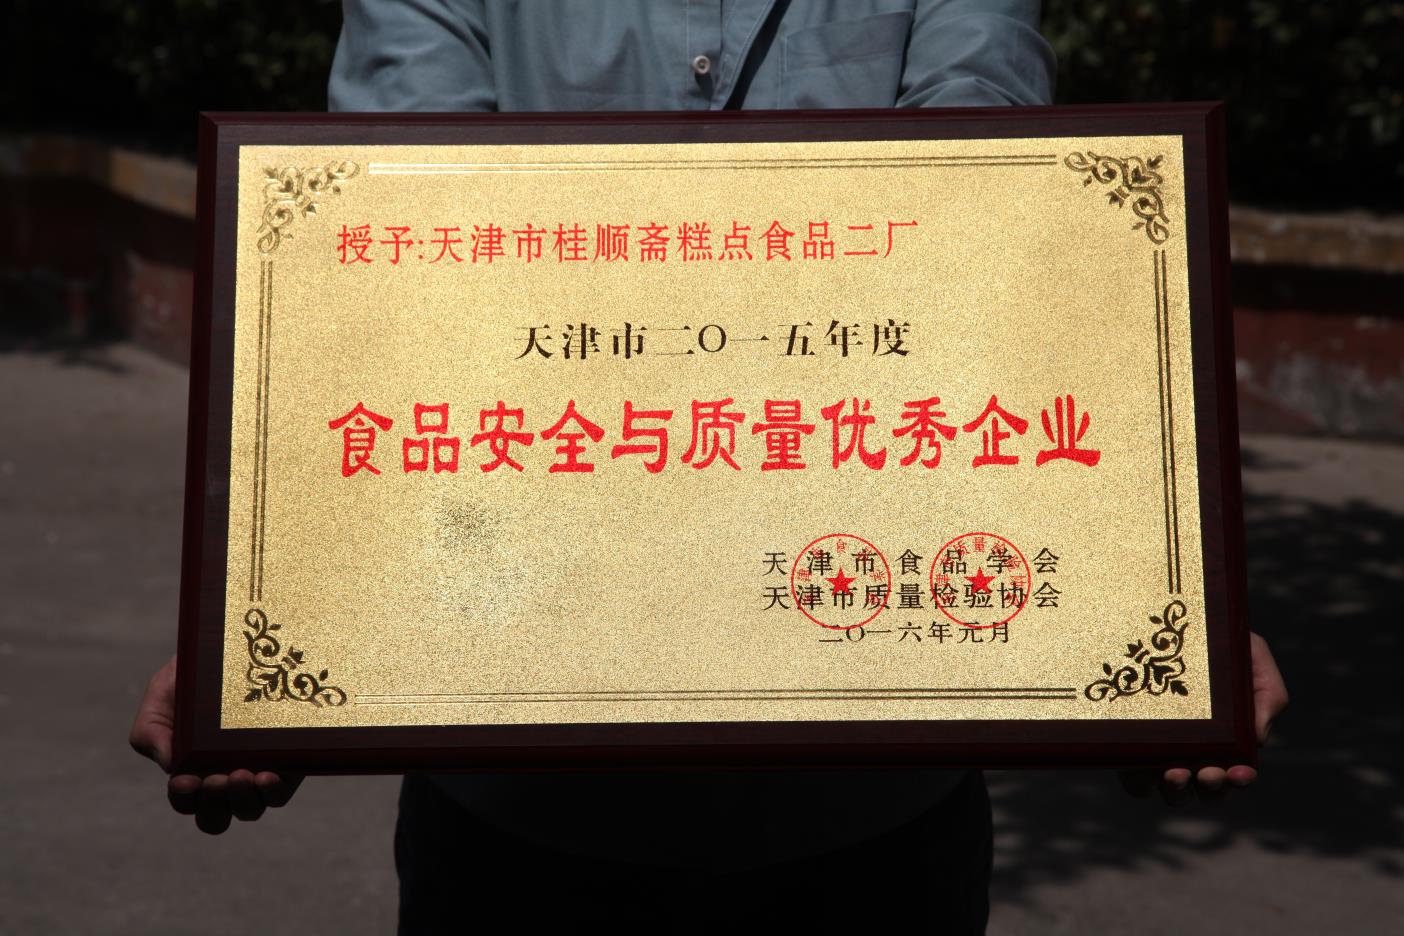 授予:天津市桂顺斋糕点食品二厂
天津市二〇一五年度
食品安全与质量优秀企业
天津市食品学会
天津市质量检验协会
二〇一六年元月